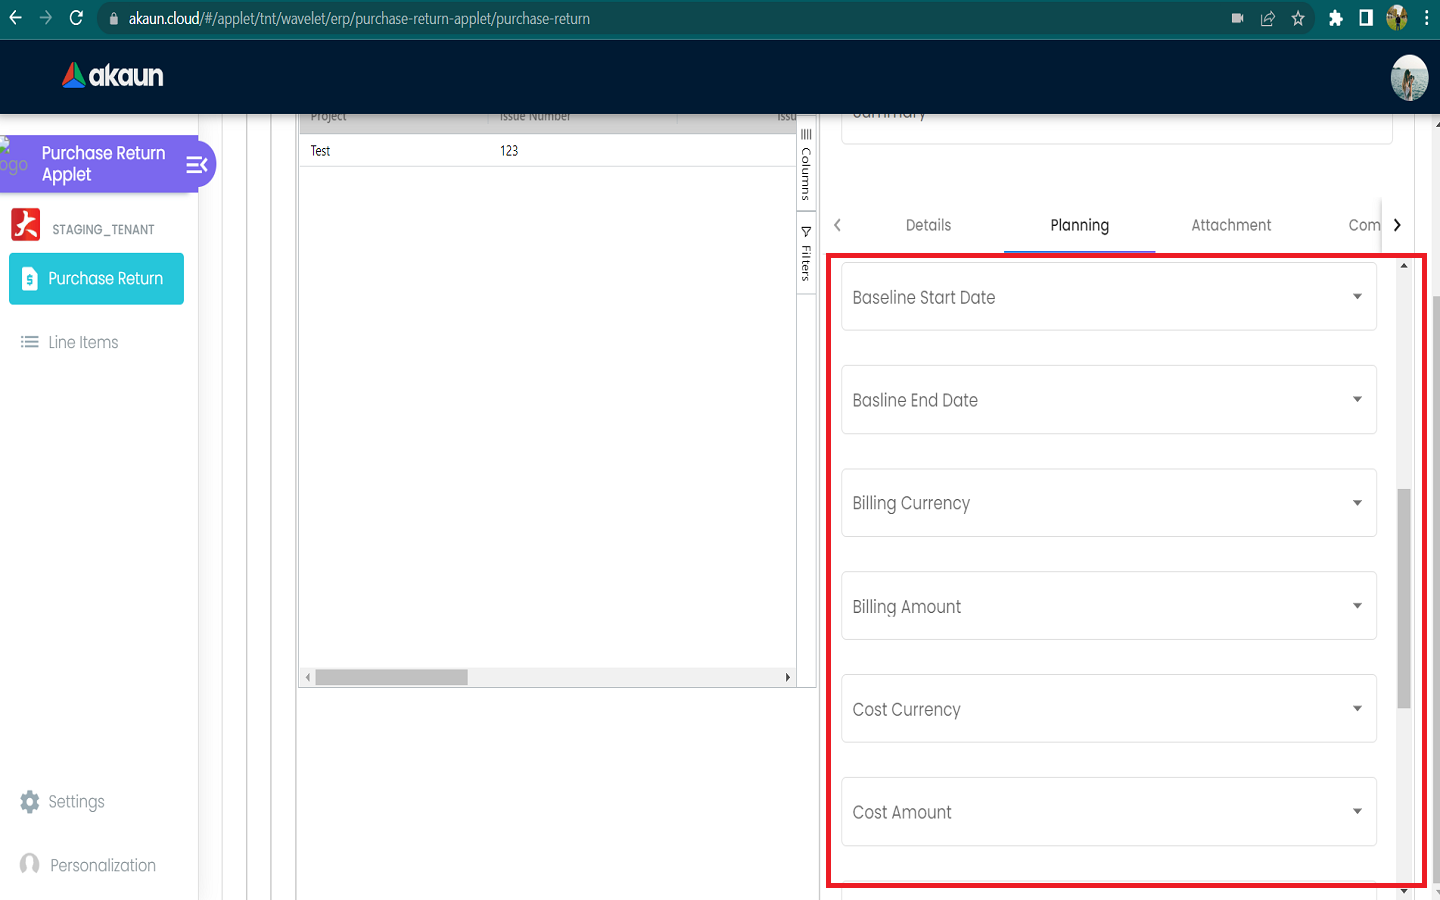 akaun.cloud/#/applet/tnt/wavelet/erp/purchase-return-applet/purchase-return
akaun
logo
Purchase Return
Applet
STAGING_TENANT
Purchase Return
Line Items
Settings
Personalization
Project
Issue Number
Issu
Test
123
Columns
Filters
Summary
Details
Planning
Attachment
Com
Baseline Start Date
Basline End Date
Billing Currency
Billing Amount
Cost Currency
Cost Amount